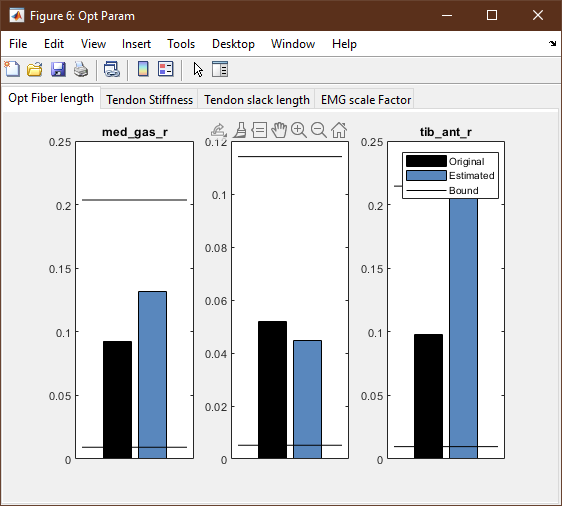 Figure 6: Opt Param
File Edit View Insert Tools Desktop Window Help
Opt Fiber length Tendon Stiffness Tendon slack length EMG scale Factor
med_gas_r
0.25
0.2
0.15
0.1
0.05
0
0.12
0.1
0.08
0.06
0.04
0.02
0
tib_ant_r
0.25
0.2
0.15
0.1
0.05
0
Original
Estimated
Bound